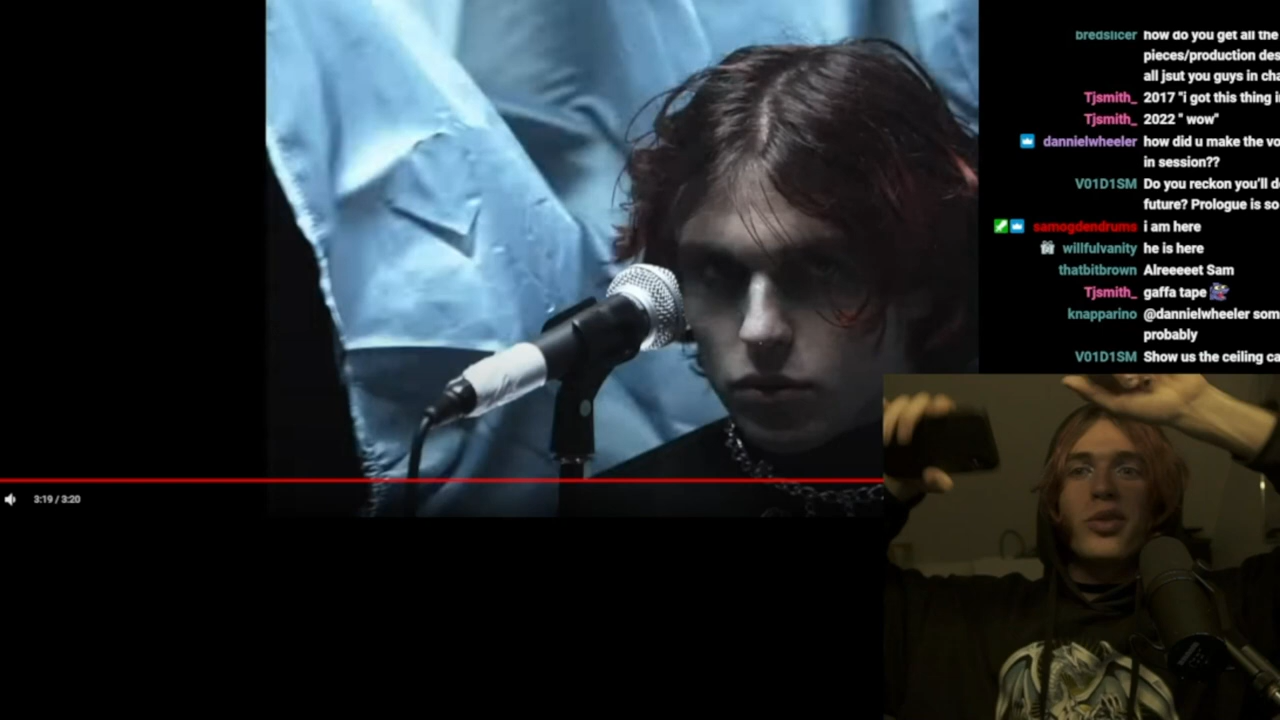 bredslicer how do you get all the
pieces/production des
all jsut you guys in cha
Tjsmith_ 2017 "i got this thing i
Tjsmith_ 2022 " wow"
dannielwheeler how did u make the vo
in session??
V01D1SM Do you reckon you'll d
future? Prologue is so
samogdendrums i am here
willfulvanity he is here
thatbitbrown Alreeeeet Sam
Tjsmith_ gaffa tape
knapparino @dannielwheeler som
probably
V01D1SM Show us the ceiling ca
3:19 / 3:20